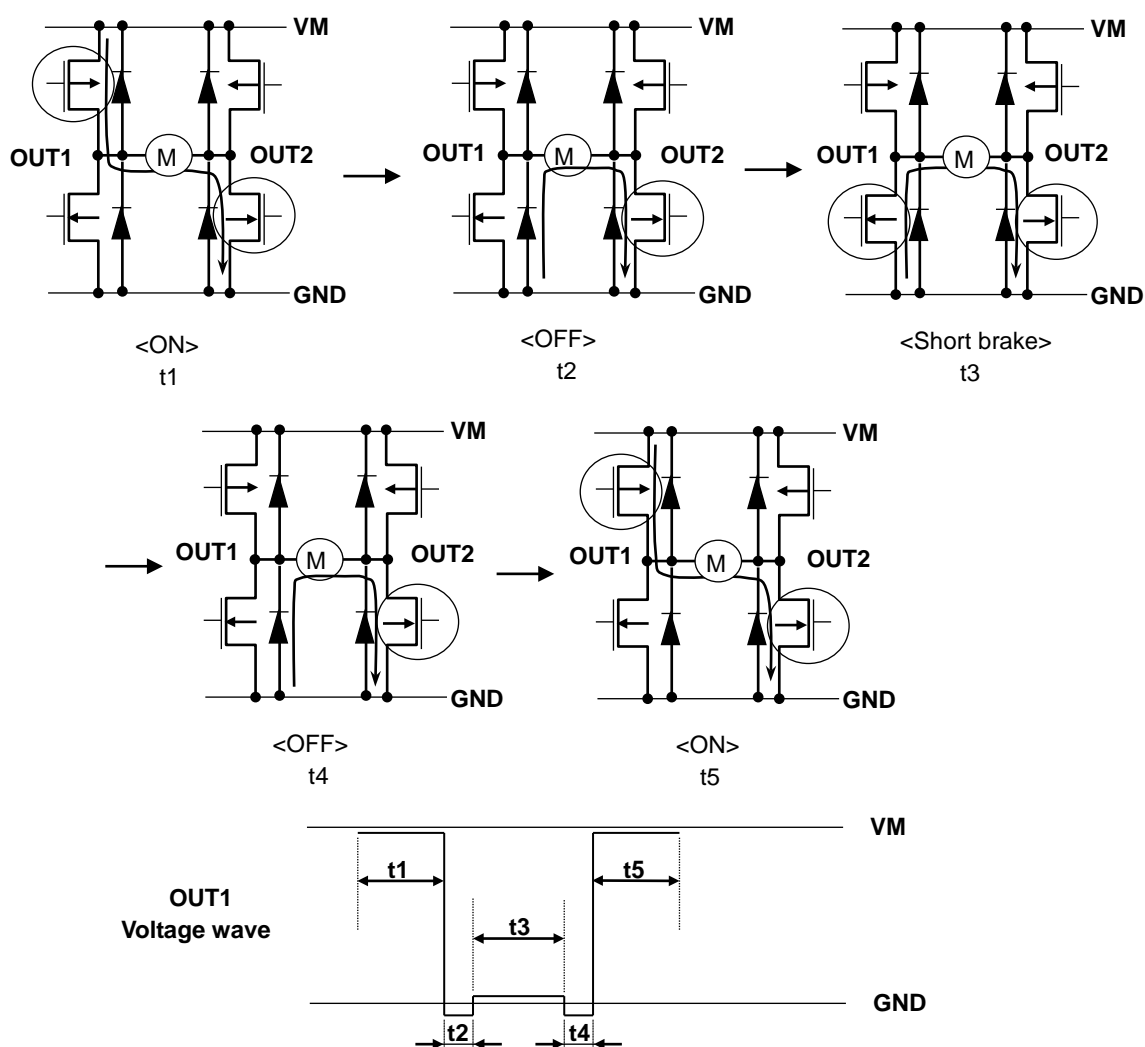 VM
OUT1
M
OUT2
GND
<ON>
t1
VM
OUT1
M
OUT2
GND
<OFF>
t2
VM
OUT1
M
OUT2
GND
<Short brake>
t3
VM
OUT1
M
OUT2
GND
<OFF>
t4
VM
OUT1
M
OUT2
GND
<ON>
t5
VM
t1
t5
OUT1
Voltage wave
t3
GND
t2
t4